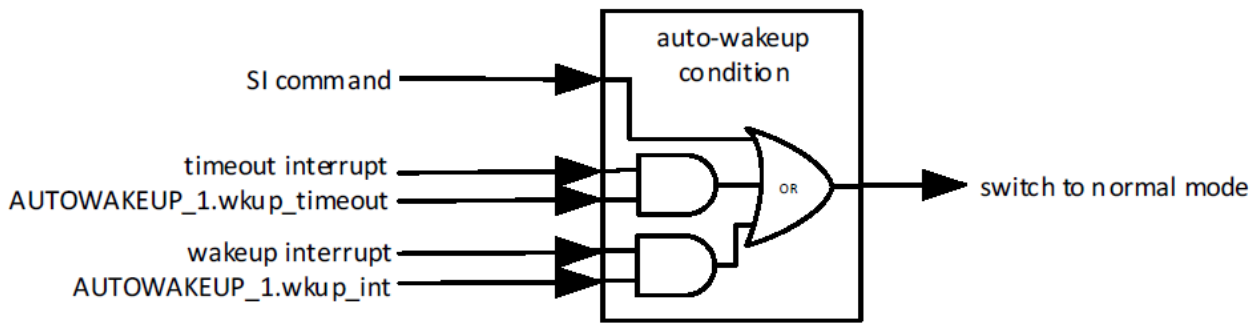 auto-wakeup
condition
SI command
timeout interrupt
AUTOWAKEUP_1.wkup_timeout
OR
switch to normal mode
wakeup interrupt
AUTOWAKEUP_1.wkup_int